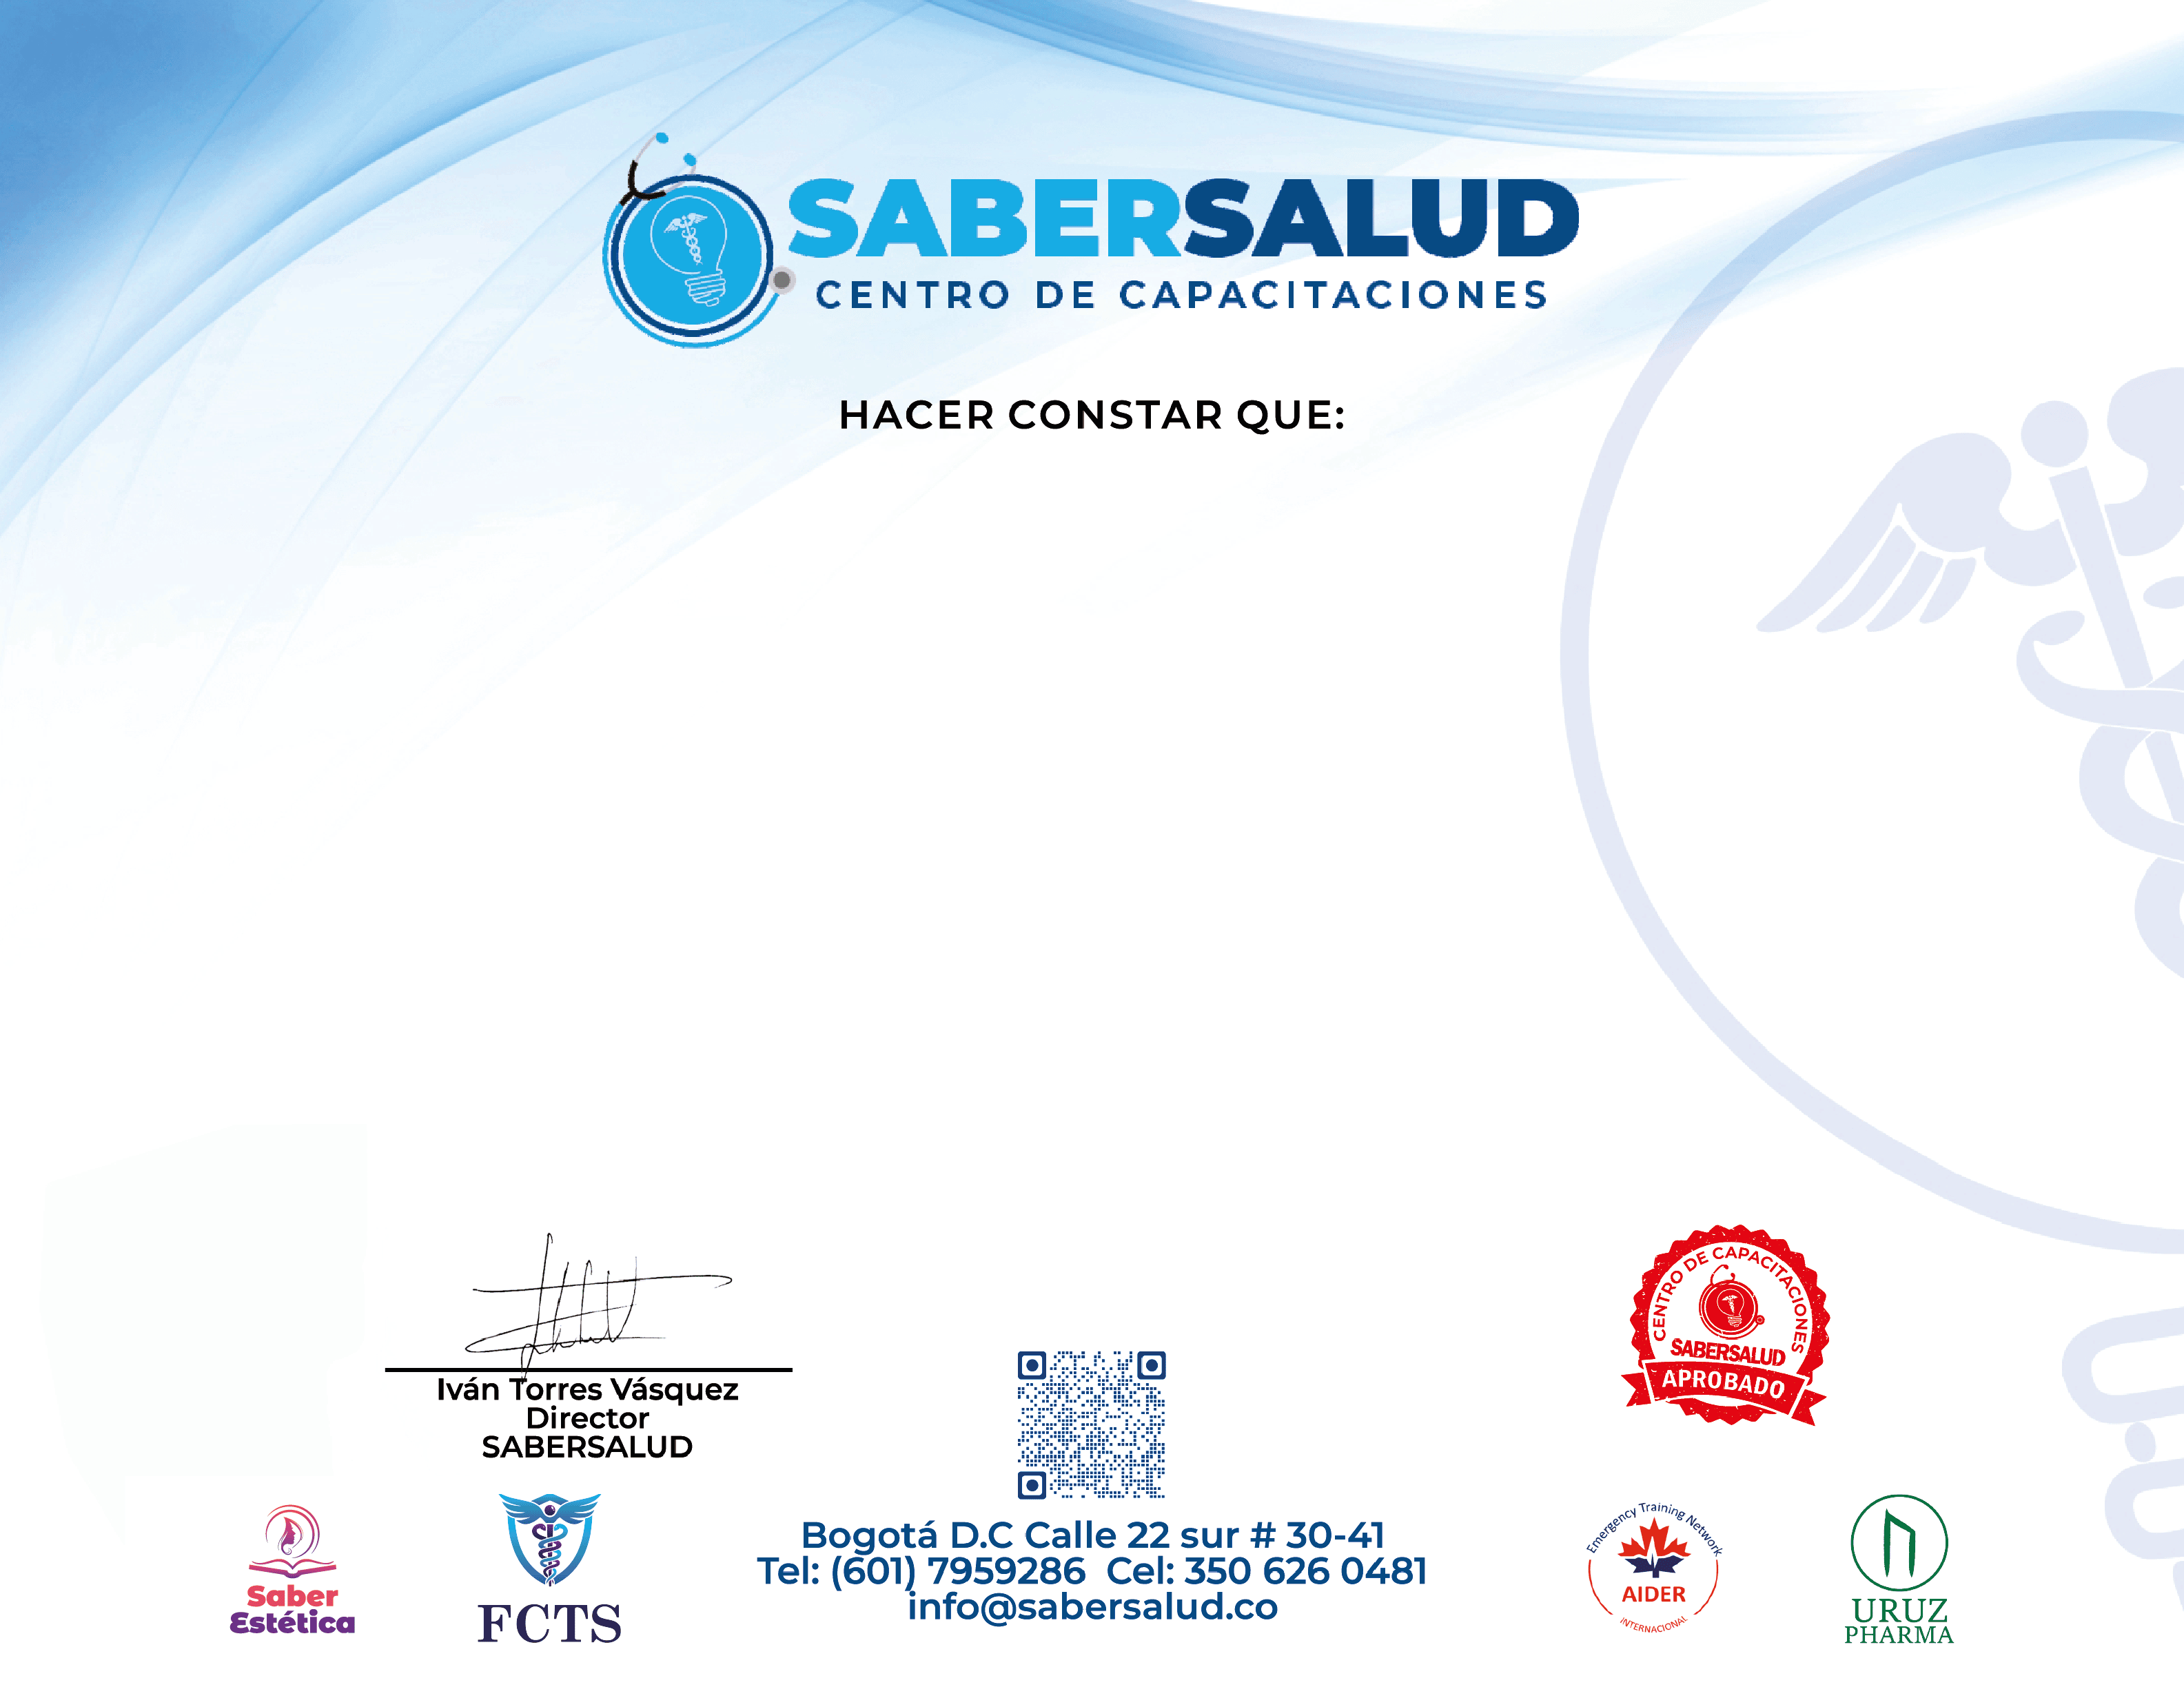 SABERSALUD
CENTRO DE CAPACITACIONES
HACER CONSTAR QUE:
CENTRO DE CAPACITACIONES
SABERSALUD
APROBADO
Iván Torres Vásquez
Director
SABERSALUD
Saber
Estética
FCTS
Bogotá D.C Calle 22 sur # 30-41
Tel: (601) 7959286 Cel: 350 626 0481
info@sabersalud.co
Emergency Training Network
AIDER
INTERNACIONAL
URUZ
PHARMA